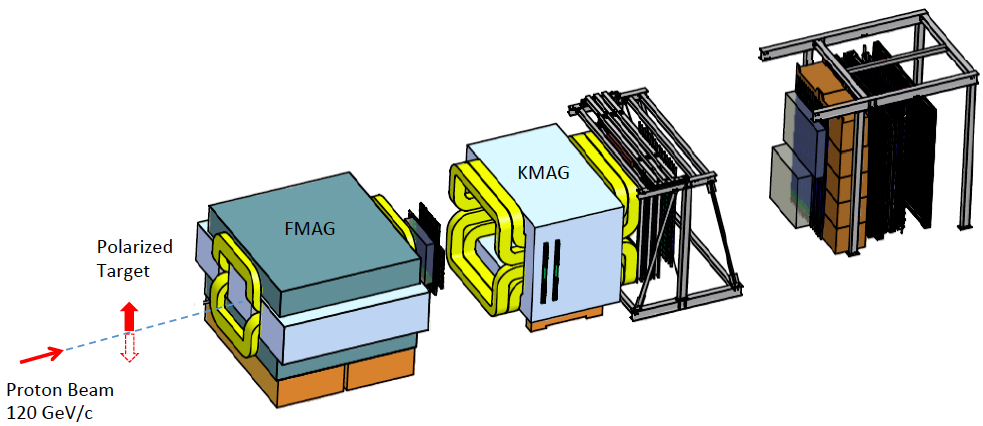 KMAG
FMAG
Polarized
Target
Proton Beam
120 GeV/c